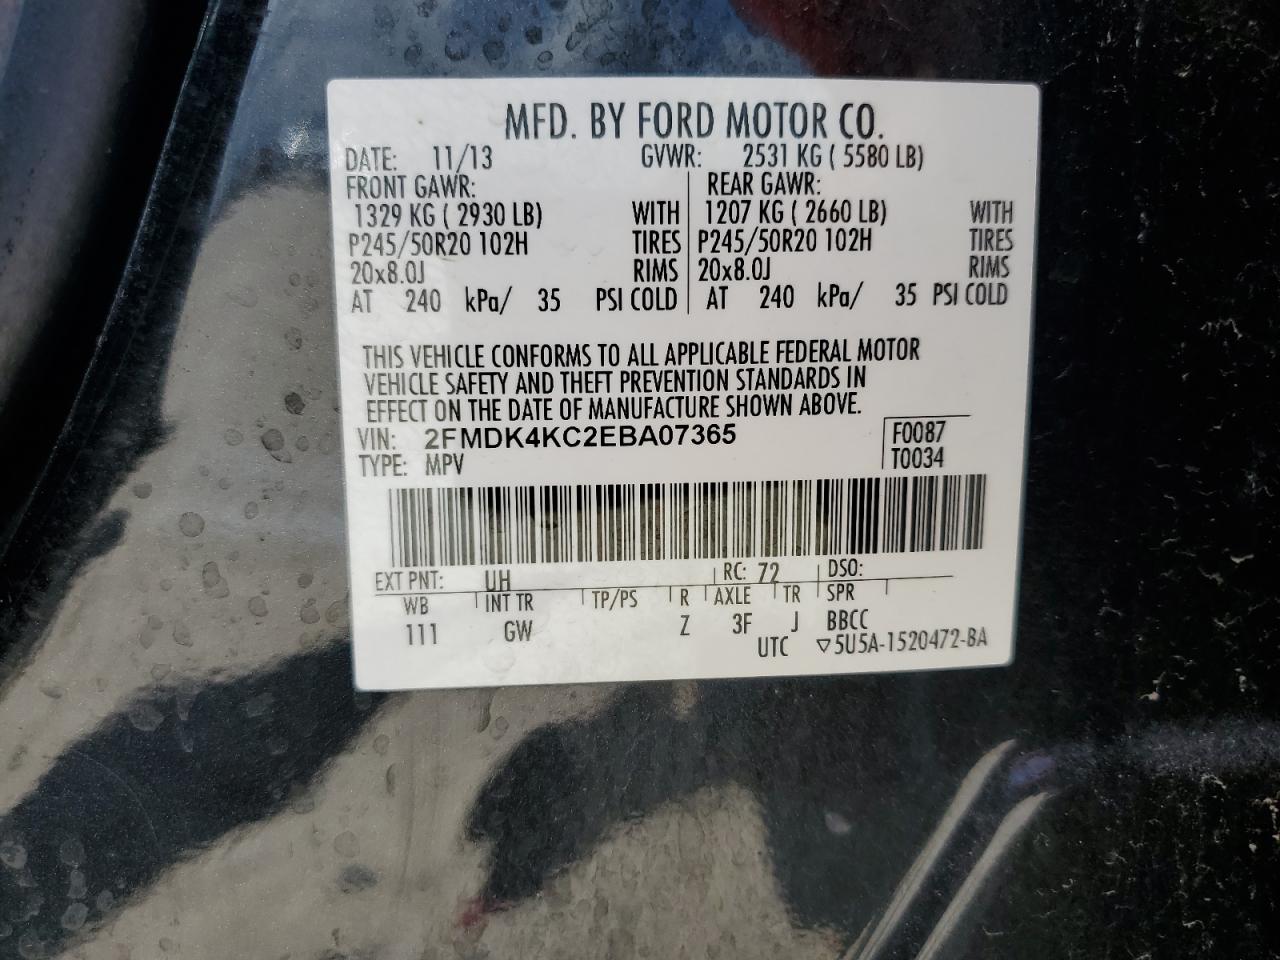 MFD. BY FORD MOTOR CO.
DATE: 11/13 GVWR: 2531 KG ( 5580 LB)
FRONT GAWR: REAR GAWR:
1329 KG ( 2930 LB) WITH 1207 KG ( 2660 LB) WITH
P245/50R20 102H TIRES P245/50R20 102H TIRES
20x8.0J RIMS 20x8.0J RIMS
AT 240 kPa/ 35 PSI COLD AT 240 kPa/ 35 PSI COLD
THIS VEHICLE CONFORMS TO ALL APPLICABLE FEDERAL MOTOR
VEHICLE SAFETY AND THEFT PREVENTION STANDARDS IN
EFFECT ON THE DATE OF MANUFACTURE SHOWN ABOVE.
VIN: 2FMDK4KC2EBA07365 F0087
TYPE: MPV T0034
EXT PNT: UH RC: 72 DSO:
WB INT TR TP/PS R AXLE TR SPR
111 GW Z 3F J BBCC
UTC ▽5U5A-1520472-BA